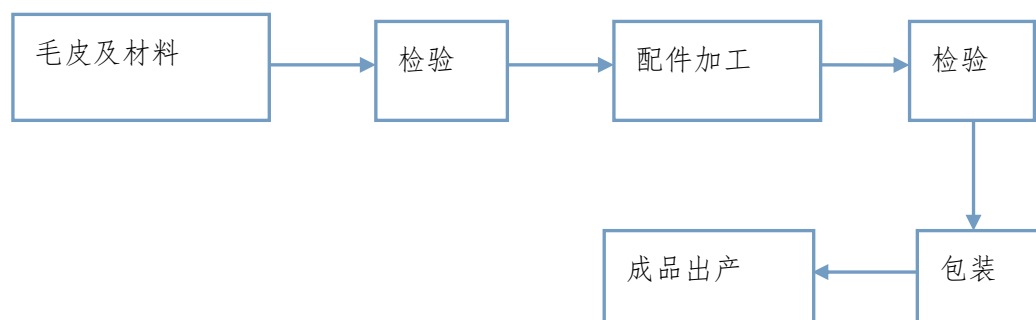 毛皮及材料
检验
配件加工
检验
包装
成品出产